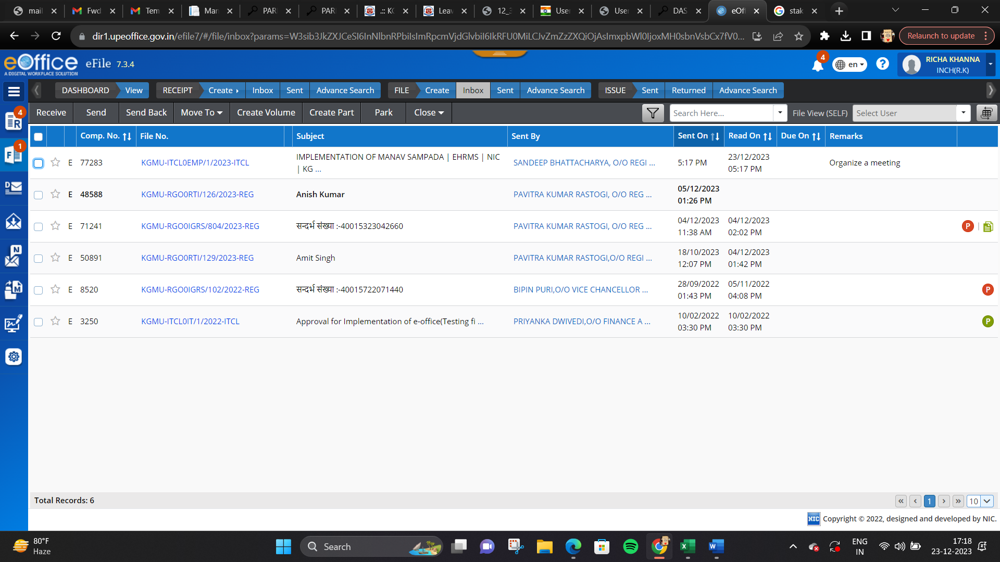 mail
Fwd
Tem
Man
PAR
PAR
.:: KG
Leav
User
User
DAS
eOf
stak
dir1.upeoffice.gov.in/efile7/#/file/inbox?params=
Relaunch to update
eOffice eFile 7.3.4
A DIGITAL WORKPLACE SOLUTION
4
en
?
RICHA KHANNA
INCH(R.K)
DASHBOARD View RECEIPT Create Inbox Sent Advance Search FILE Create Inbox Sent Advance Search ISSUE Sent Returned Advance Search
Receive Send Send Back Move To Create Volume Create Part Park Close Search Here... File View (SELF) Select User
4
R
1
F
D
N
M
Comp. No. File No. Subject Sent By Sent On Read On Due On Remarks
E 77283 KGMU-ITCL0EMP/1/2023-ITCL IMPLEMENTATION OF MANAV SAMPADA | EHRMS | NIC
| KG ... SANDEEP BHATTACHARYA, O/O REGI ... 5:17 PM 23/12/2023
05:17 PM Organize a meeting
E 48588 KGMU-RGO0RTI/126/2023-REG Anish Kumar PAVITRA KUMAR RASTOGI, O/O REG ... 05/12/2023
01:26 PM
E 71241 KGMU-RGO0IGRS/804/2023-REG सन्दर्भ संख्या :-40015323042660 PAVITRA KUMAR RASTOGI, O/O REG ... 04/12/2023 04/12/2023
11:38 AM 02:02 PM P
E 50891 KGMU-RGO0RTI/129/2023-REG Amit Singh PAVITRA KUMAR RASTOGI,O/O REGI ... 18/10/2023 04/12/2023
12:07 PM 01:42 PM
E 8520 KGMU-RGO0IGRS/102/2022-REG सन्दर्भ संख्या :-40015722071440 BIPIN PURI,O/O VICE CHANCELLOR ... 28/09/2022 05/11/2022
01:43 PM 04:08 PM P
E 3250 KGMU-ITCL0IT/1/2022-ITCL Approval for Implementation of e-office(Testing fi ... PRIYANKA DWIVEDI,O/O FINANCE A ... 10/02/2022 10/02/2022
03:30 PM 03:30 PM P
Total Records: 6
« ‹ 1 › » 10
NIC Copyright © 2022, designed and developed by NIC.
80°F
Haze
Search
ENG
IN
17:18
23-12-2023